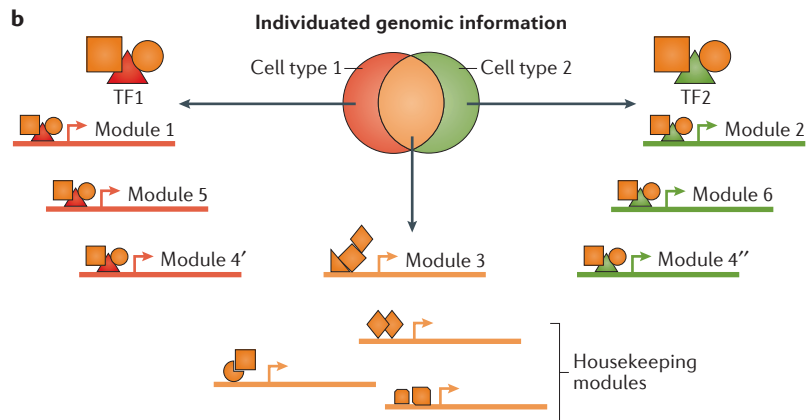 b
Individuated genomic information
Cell type 1
Cell type 2
TF1
TF2
Module 1
Module 2
Module 5
Module 6
Module 4′
Module 3
Module 4″
Housekeeping
modules